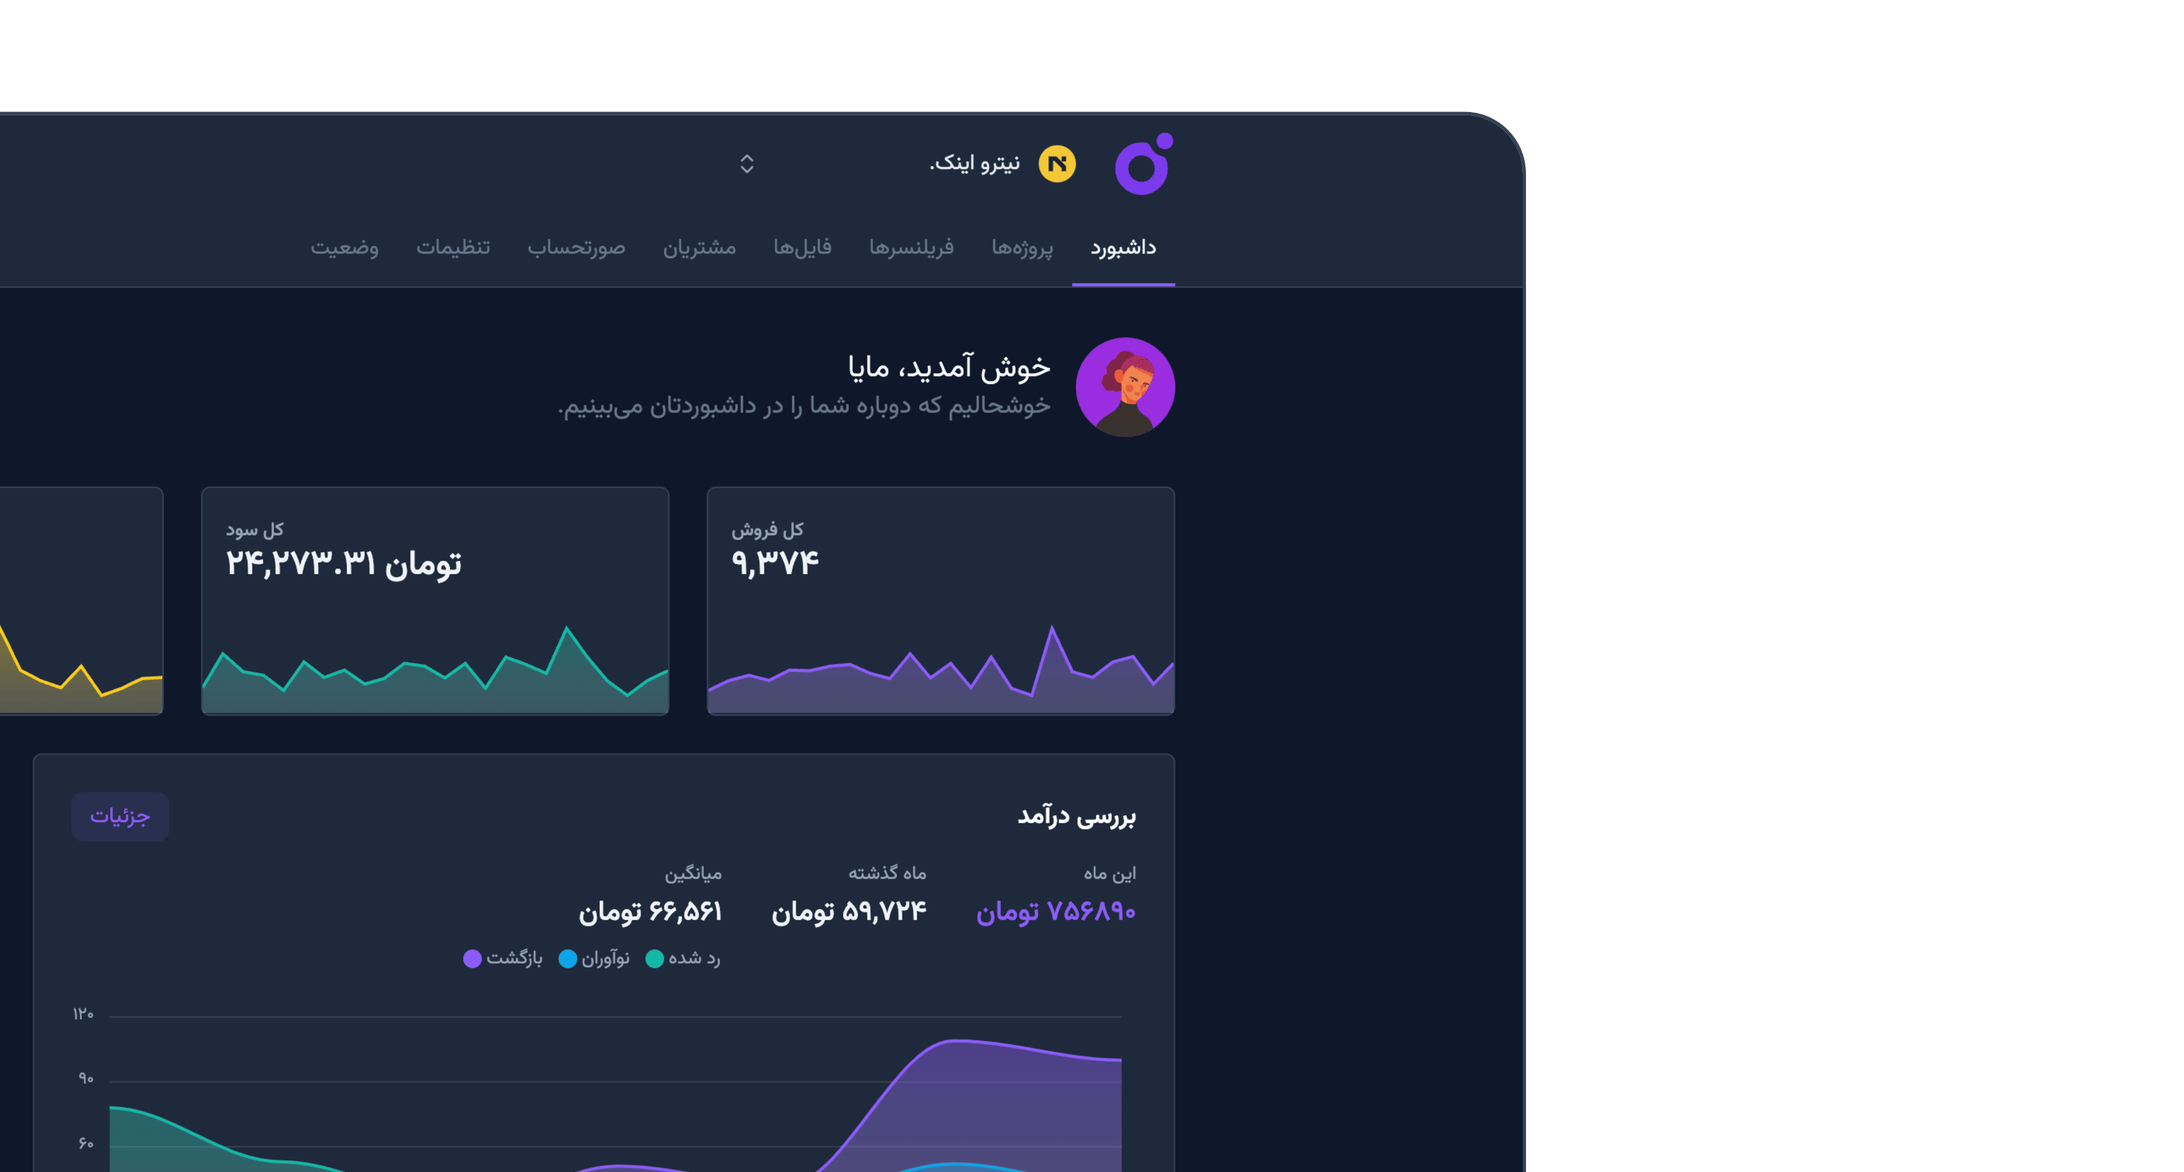 نیترو اینک.
داشبورد پروژه‌ها فریلنسرها فایل‌ها مشتریان صورتحساب تنظیمات وضعیت
خوش آمدید، مایا
خوشحالیم که دوباره شما را در داشبوردتان می‌بینیم.
کل فروش
۹,۳۷۴
کل سود
۲۴,۲۷۳.۳۱ تومان
بررسی درآمد
جزئیات
این ماه
۷۵۶۸۹۰ تومان
ماه گذشته
۵۹,۷۲۴ تومان
میانگین
۶۶,۵۶۱ تومان
رد شده نوآوران بازگشت
۱۲۰
۹۰
۶۰